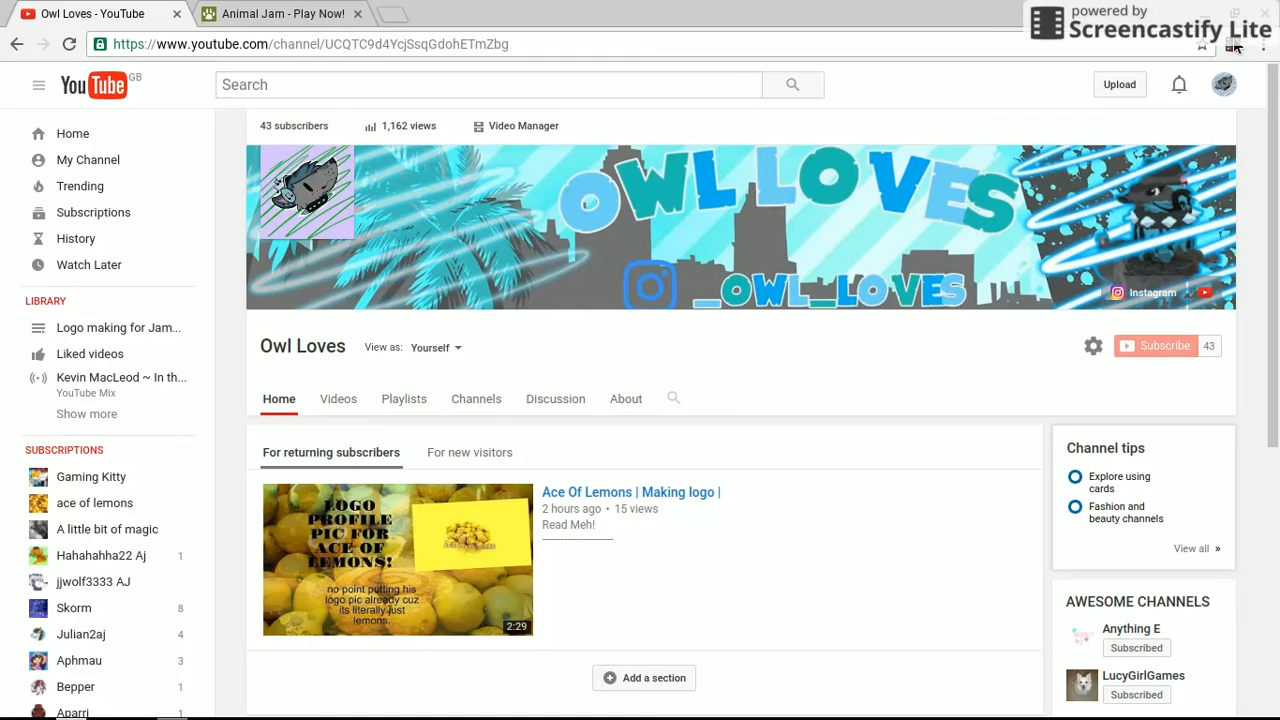 Owl Loves - YouTube
Animal Jam - Play Now!
powered by
Screencastify Lite
https://www.youtube.com/channel/UCQTC9d4YcjSsqGdohETmZbg
YouTube GB
Search
Upload
Home
My Channel
Trending
Subscriptions
History
Watch Later
LIBRARY
Logo making for Jam...
Liked videos
Kevin MacLeod ~ In th...
YouTube Mix
Show more
SUBSCRIPTIONS
Gaming Kitty
ace of lemons
A little bit of magic
Hahahahha22 Aj 1
jjwolf3333 AJ
Skorm 8
Julian2aj 4
Aphmau 3
Bepper 1
Aparri 1
43 subscribers
1,162 views
Video Manager
OWL LOVES
_OWL_LOVES
Instagram
Owl Loves
View as: Yourself
Subscribe 43
Home
Videos
Playlists
Channels
Discussion
About
For returning subscribers
For new visitors
LOGO
PROFILE
PIC FOR
ACE OF
LEMONS!
no point putting his
logo pic already cuz
its literally just
lemons.
2:29
Ace Of Lemons | Making logo |
2 hours ago • 15 views
Read Meh!
--------------------
Add a section
Channel tips
Explore using
cards
Fashion and
beauty channels
View all »
AWESOME CHANNELS
Anything E
Subscribed
LucyGirlGames
Subscribed